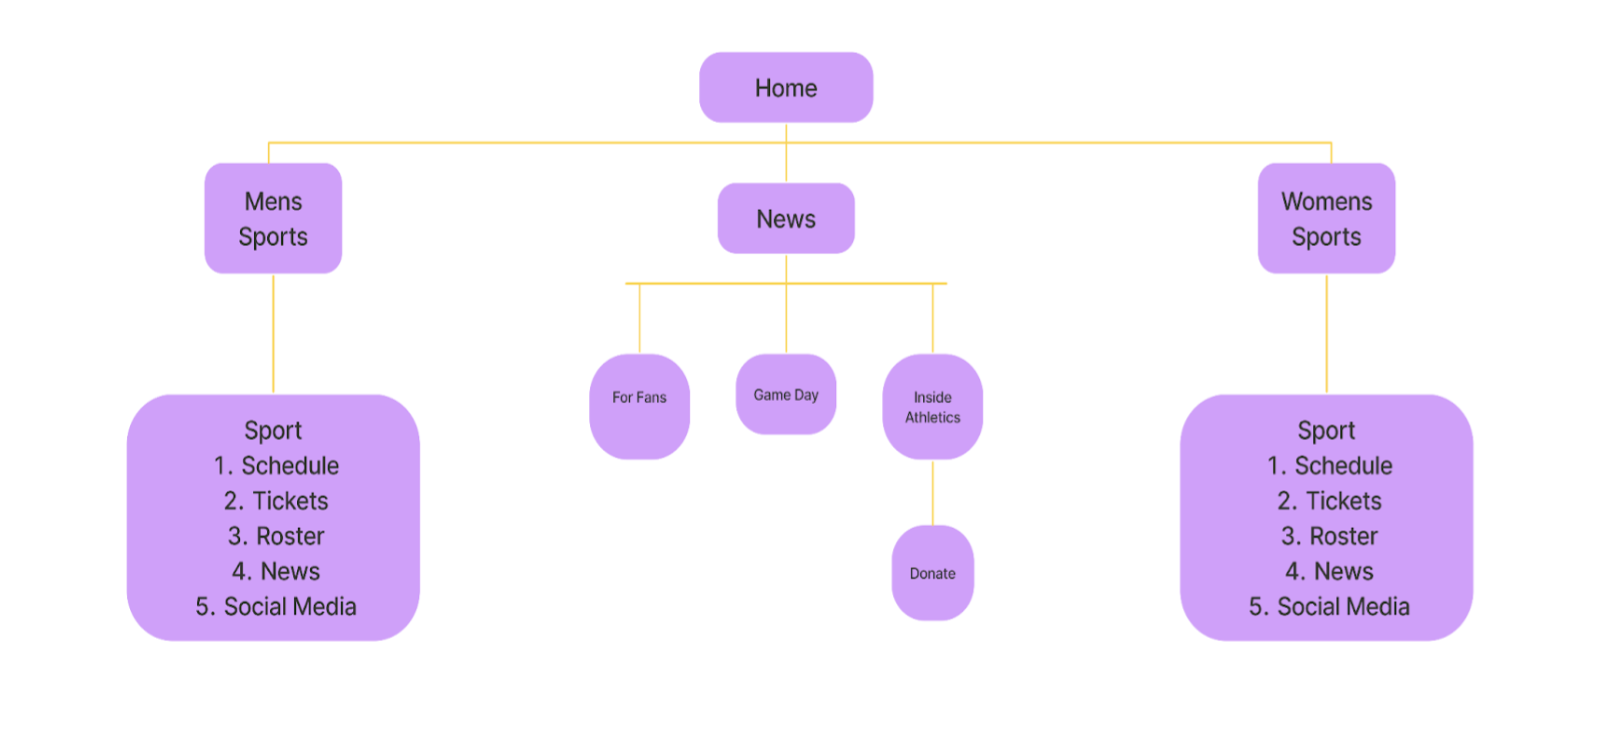 Home
Mens
Sports
News
Womens
Sports
For Fans
Game Day
Inside
Athletics
Donate
Sport
1. Schedule
2. Tickets
3. Roster
4. News
5. Social Media
Sport
1. Schedule
2. Tickets
3. Roster
4. News
5. Social Media